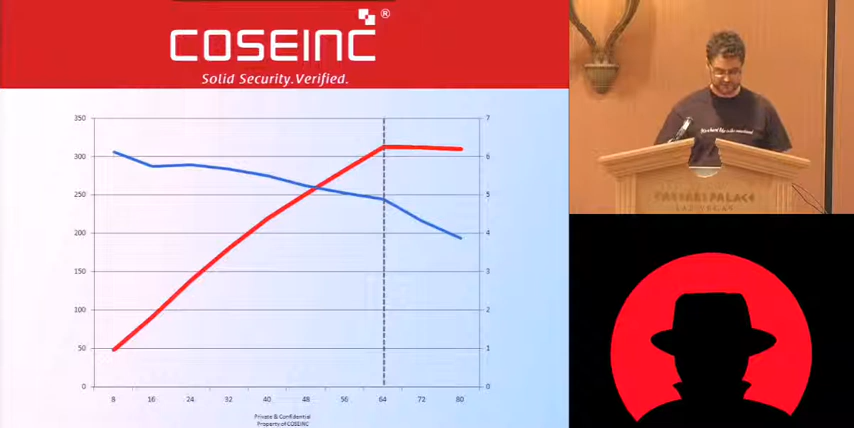 COSEINC®
Solid Security.Verified.
350
300
250
200
150
100
50
0
7
6
5
4
3
2
1
0
8 16 24 32 40 48 56 64 72 80
Private & Confidential
Property of COSEINC
CAESARS PALACE